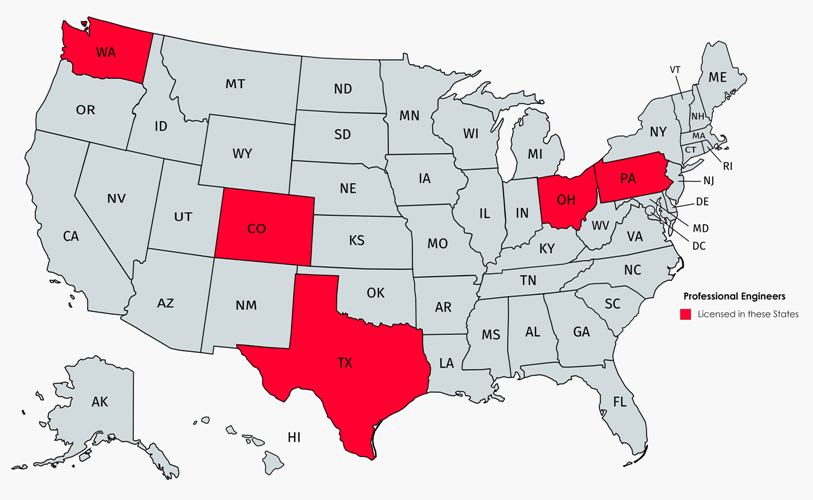 WA
MT
ND
MN
VT
ME
OR
ID
SD
WI
NH
NY
MA
CT
RI
WY
MI
IA
NE
PA
NJ
OH
DE
NV
UT
CO
IL
IN
WV
MD
DC
CA
KS
MO
KY
VA
NC
TN
AZ
NM
OK
AR
SC
Professional Engineers
Licensed in these States
MS
AL
GA
TX
LA
FL
AK
HI